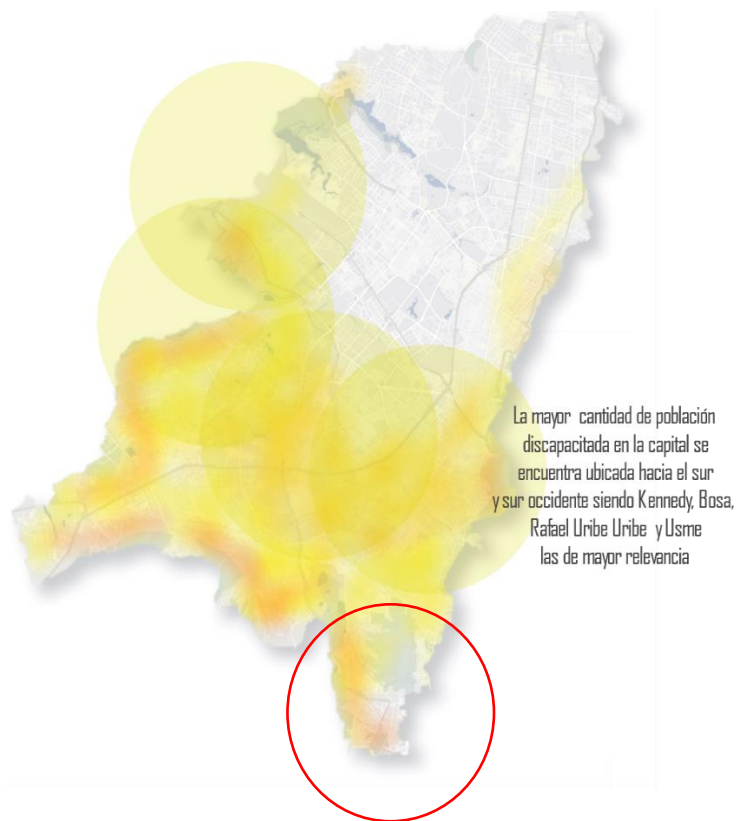 La mayor cantidad de población
discapacitada en la capital se
encuentra ubicada hacia el sur
y sur occidente siendo Kennedy, Bosa,
Rafael Uribe Uribe y Usme
las de mayor relevancia